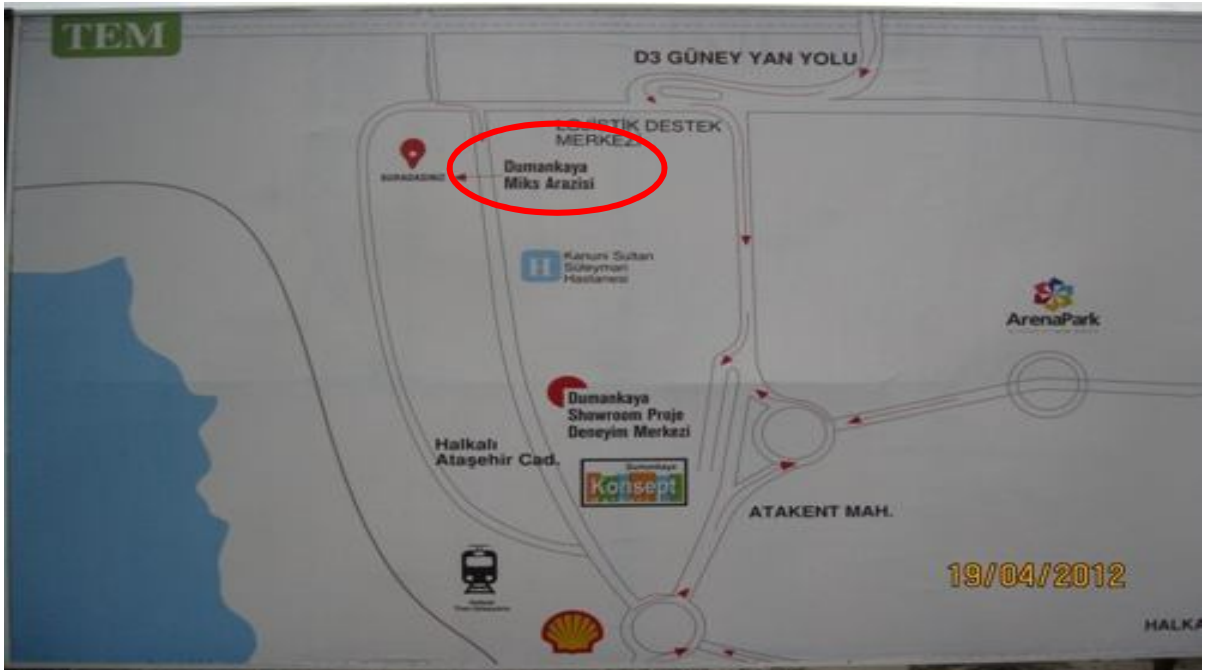 TEM
D3 GÜNEY YAN YOLU
LOJİSTİK DESTEK
MERKEZİ
BURADASINIZ
Dumankaya
Miks Arazisi
H
Kanuni Sultan
Süleyman
Hastanesi
ArenaPark
Dumankaya
Showroom Proje
Deneyim Merkezi
Halkalı
Ataşehir Cad.
Dumankaya
Konsept
ATAKENT MAH.
19/04/2012
HALKA